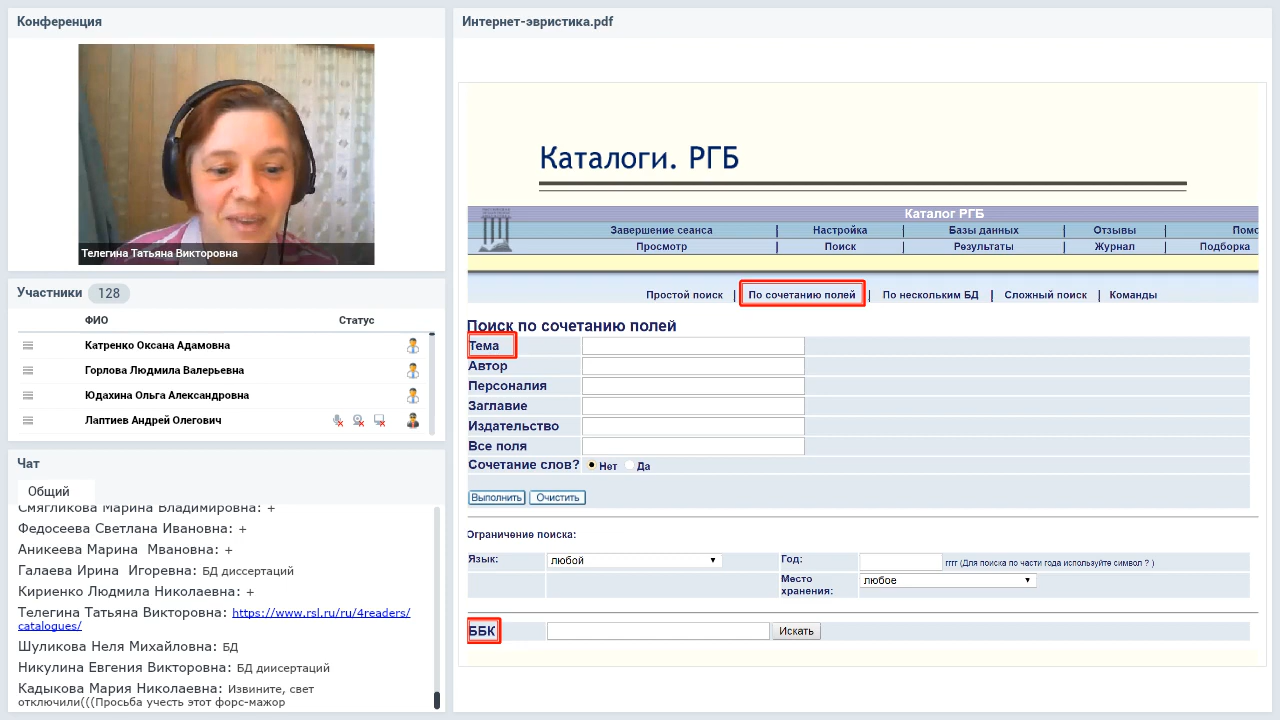 Конференция
Телегина Татьяна Викторовна
Участники 128
ФИО Статус
Катренко Оксана Адамовна
Горлова Людмила Валерьевна
Юдахина Ольга Александровна
Лаптиев Андрей Олегович
Чат
Общий
Смягликова Марина Владимировна: +
Федосеева Светлана Ивановна: +
Аникеева Марина Мвановна: +
Галаева Ирина Игоревна: БД диссертаций
Кириенко Людмила Николаевна: +
Телегина Татьяна Викторовна: https://www.rsl.ru/ru/4readers/
catalogues/
Шуликова Неля Михайловна: БД
Никулина Евгения Викторовна: БД диисертаций
Кадыкова Мария Николаевна: Извините, свет
отключили(((Просьба учесть этот форс-мажор
Интернет-эвристика.pdf
Каталоги. РГБ
Каталог РГБ
Завершение сеанса | Настройка | Базы данных | Отзывы | Помо
Просмотр | Поиск | Результаты | Журнал | Подборка
Простой поиск | По сочетанию полей | По нескольким БД | Сложный поиск | Команды
Поиск по сочетанию полей
Тема
Автор
Персоналия
Заглавие
Издательство
Все поля
Сочетание слов? Нет Да
Выполнить Очистить
Ограничение поиска:
Язык: любой Год: гггг (Для поиска по части года используйте символ ? )
Место
хранения: любое
ББК Искать